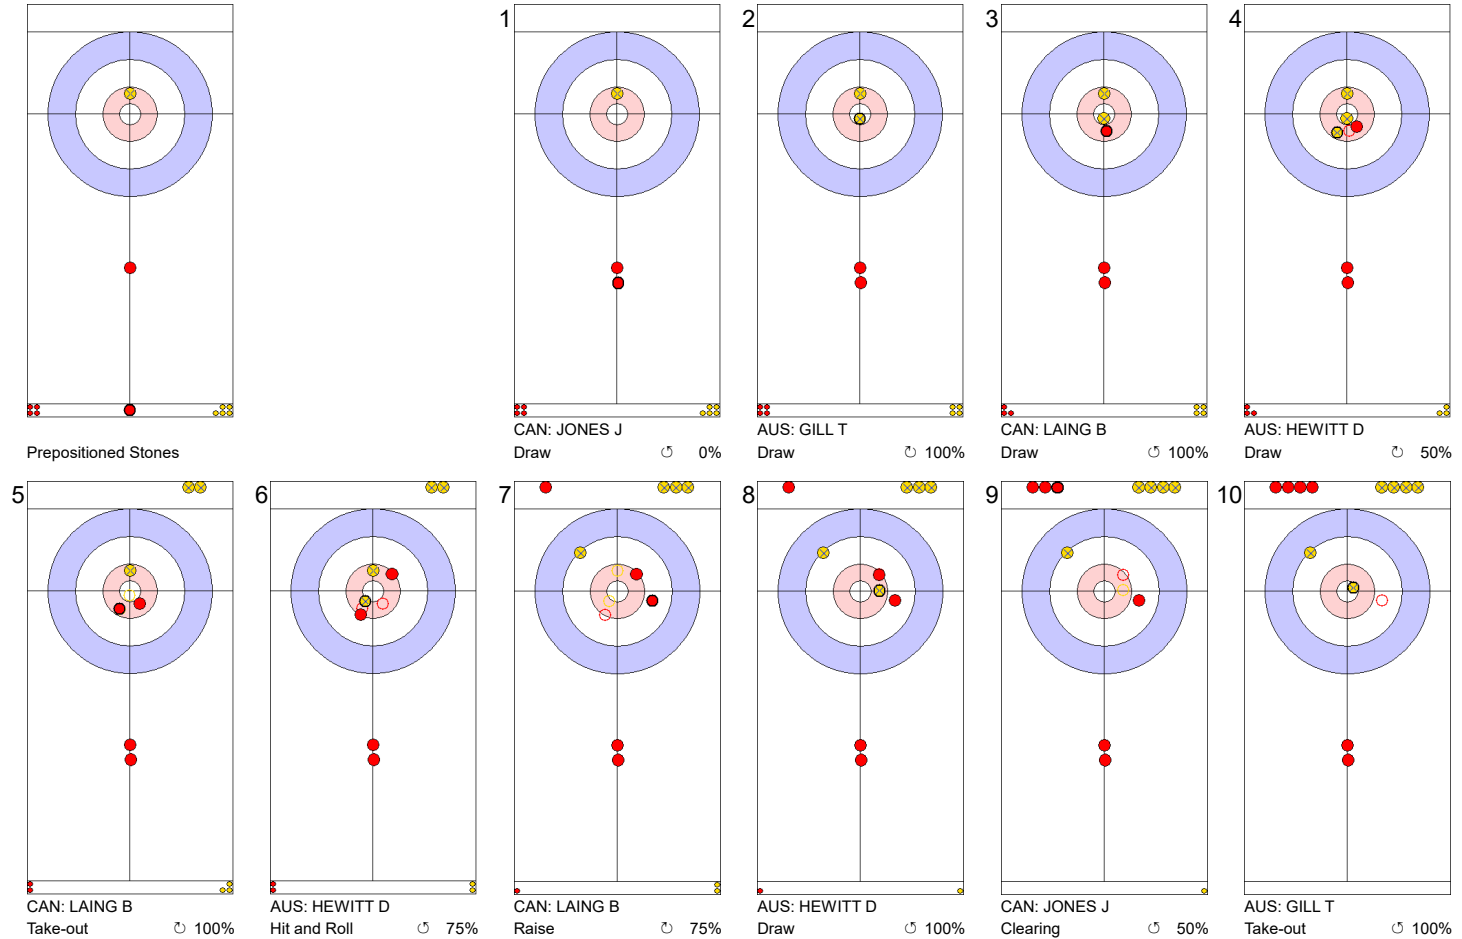 1 2 3 4
Prepositioned Stones
CAN: JONES J
Draw ↺ 0%
AUS: GILL T
Draw ↻ 100%
CAN: LAING B
Draw ↺ 100%
AUS: HEWITT D
Draw ↻ 50%
5 6 7 8 9 10
CAN: LAING B
Take-out ↻ 100%
AUS: HEWITT D
Hit and Roll ↺ 75%
CAN: LAING B
Raise ↺ 75%
AUS: HEWITT D
Draw ↺ 100%
CAN: JONES J
Clearing ↺ 50%
AUS: GILL T
Take-out ↺ 100%